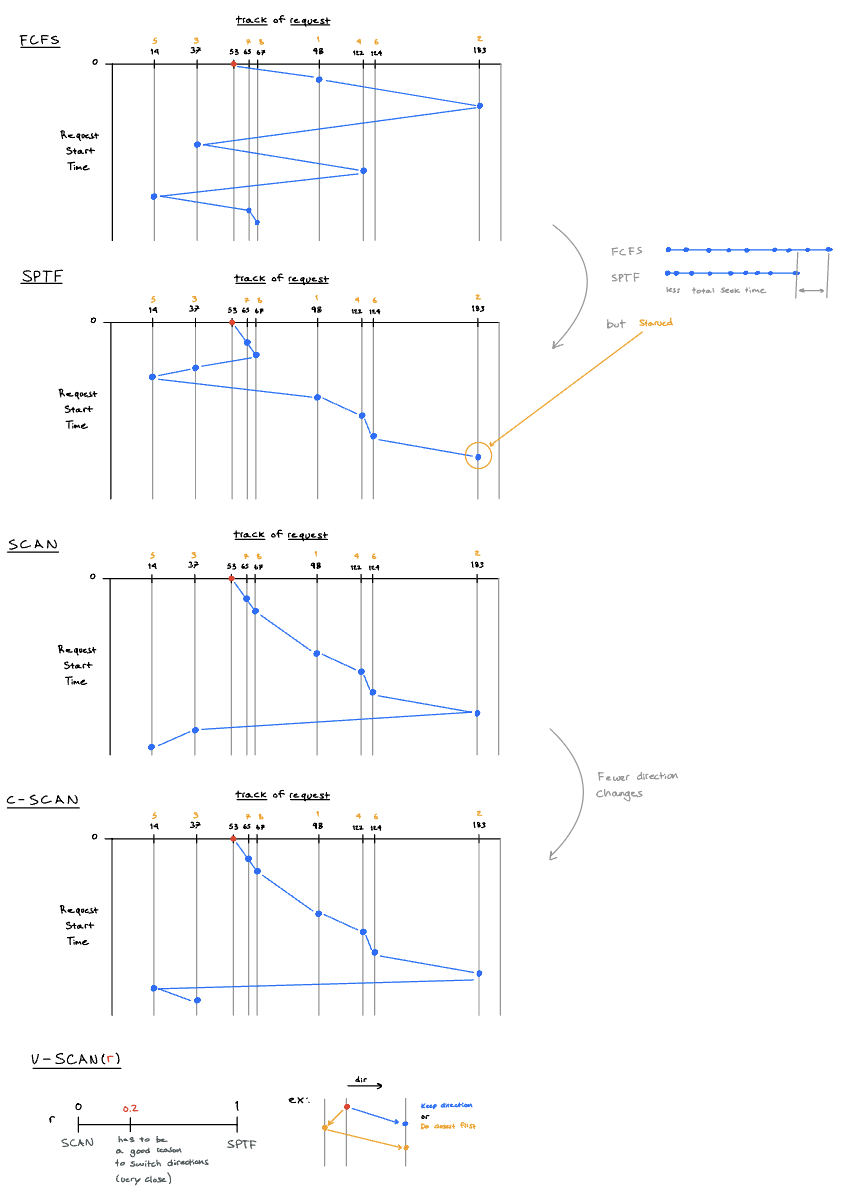 track of request
FCFS
5 3 7 8 1 4 6 2
14 37 53 65 67 98 122 124 183
0
Request
Start
Time
FCFS
SPTF
less total seek time
but starved
SPTF
track of request
5 3 7 8 1 4 6 2
14 37 53 65 67 98 122 124 183
0
Request
Start
Time
SCAN
track of request
5 3 7 8 1 4 6 2
14 37 53 65 67 98 122 124 183
0
Request
Start
Time
Fewer direction
Changes
C-SCAN
track of request
5 3 7 8 1 4 6 2
14 37 53 65 67 98 122 124 183
0
Request
Start
Time
V-SCAN(r)
0 0.2 1
r
SCAN SPTF
has to be
a good reason
to switch directions
(very close)
ex:
dir
Keep direction
or
Do closest first